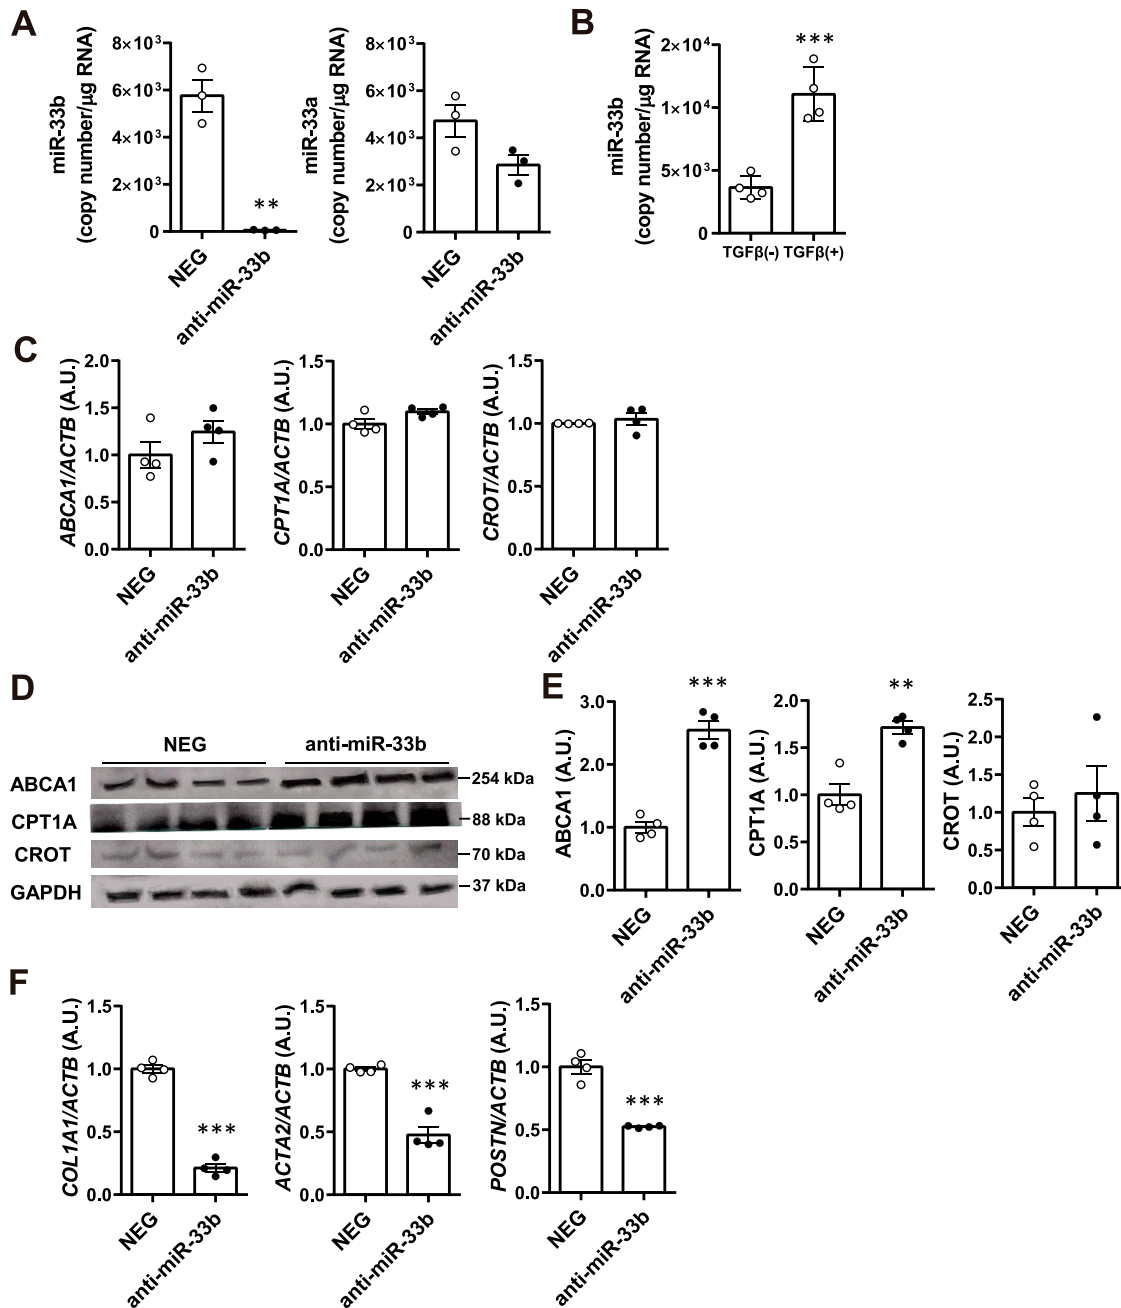 A
miR-33b
(copy number/μg RNA)
8×10³
6×10³
4×10³
2×10³
0
**
NEG
anti-miR-33b
miR-33a
(copy number/μg RNA)
8×10³
6×10³
4×10³
2×10³
0
NEG
anti-miR-33b
B
miR-33b
(copy number/μg RNA)
2×10⁴
1×10⁴
5×10³
0
***
TGFβ(-) TGFβ(+)
C
ABCA1/ACTB (A.U.)
2.0
1.5
1.0
0.5
0.0
NEG
anti-miR-33b
CPT1A/ACTB (A.U.)
1.5
1.0
0.5
0.0
NEG
anti-miR-33b
CROT/ACTB (A.U.)
1.5
1.0
0.5
0.0
NEG
anti-miR-33b
D
NEG anti-miR-33b
ABCA1 254 kDa
CPT1A 88 kDa
CROT 70 kDa
GAPDH 37 kDa
E
ABCA1 (A.U.)
3.0
2.0
1.0
0.0
***
NEG
anti-miR-33b
CPT1A (A.U.)
2.0
1.5
1.0
0.5
0.0
**
NEG
anti-miR-33b
CROT (A.U.)
2.5
2.0
1.5
1.0
0.5
0.0
NEG
anti-miR-33b
F
COL1A1/ACTB (A.U.)
1.5
1.0
0.5
0.0
***
NEG
anti-miR-33b
ACTA2/ACTB (A.U.)
1.5
1.0
0.5
0.0
***
NEG
anti-miR-33b
POSTN/ACTB (A.U.)
1.5
1.0
0.5
0.0
***
NEG
anti-miR-33b